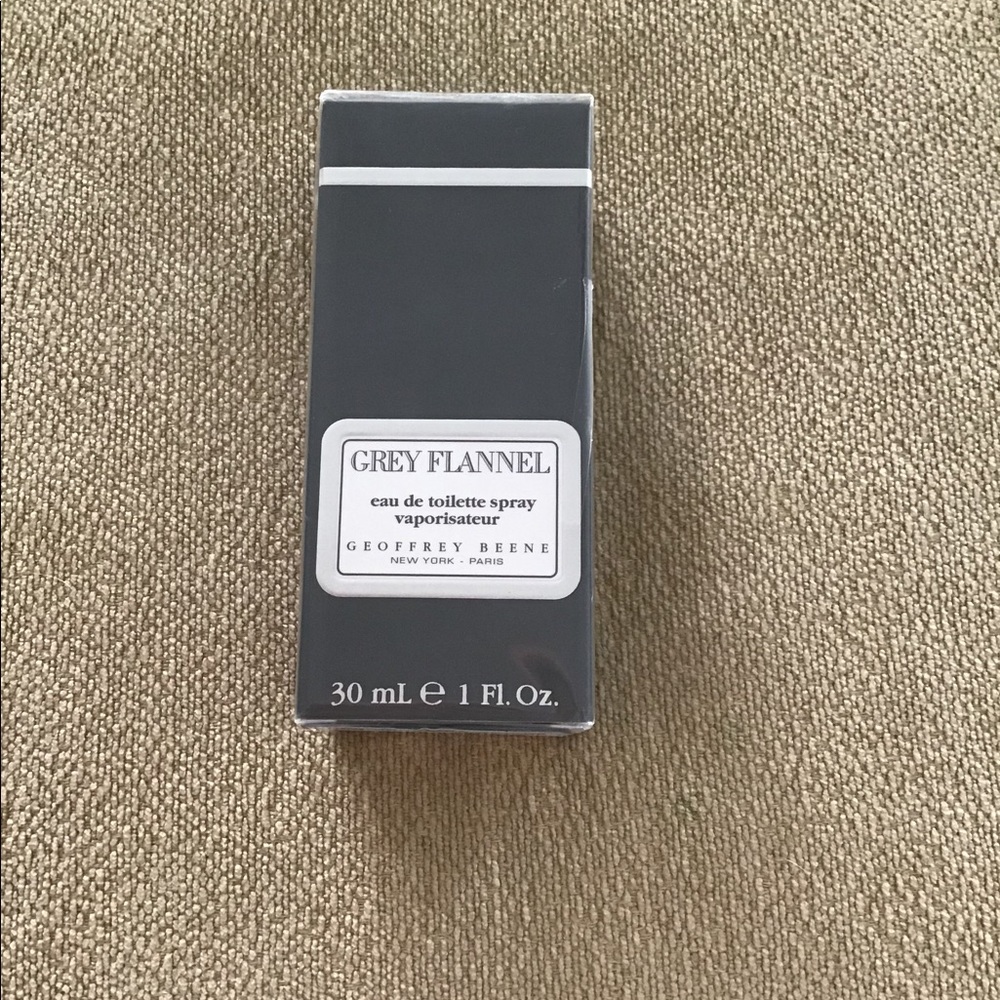 GREY FLANNEL
eau de toilette spray
vaporisateur
GEOFFREY BEENE
NEW YORK - PARIS
30 mL ℮ 1 Fl. Oz.